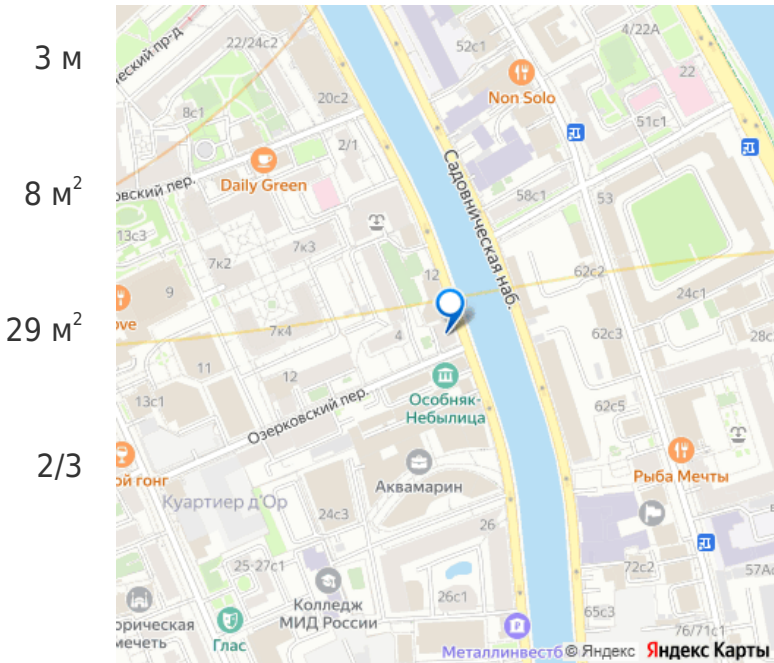 3 м
8 м²
29 м²
2/3
ческий пр-д
22/24с2
52с1
4/22А
22
Non Solo
20с2
8с1
51с1
2/1
Daily Green
вский пер.
Садовническая наб.
58с1
53
13с3
7к3
7к2
12
62с2
24с1
9
ove
7к4
4
62с3
28с
11
12
Особняк-
Небылица
13с1
Озерковский пер.
62с5
ой гонг
Аквамарин
Рыба Мечты
Куартиер д'Ор
24с3
26
25-27с1
72с2
57А
26с1
орическая
мечеть
Колледж
МИД России
65с3
Глас
76/71с1
Металлинвестб
© Яндекс Яндекс Карты